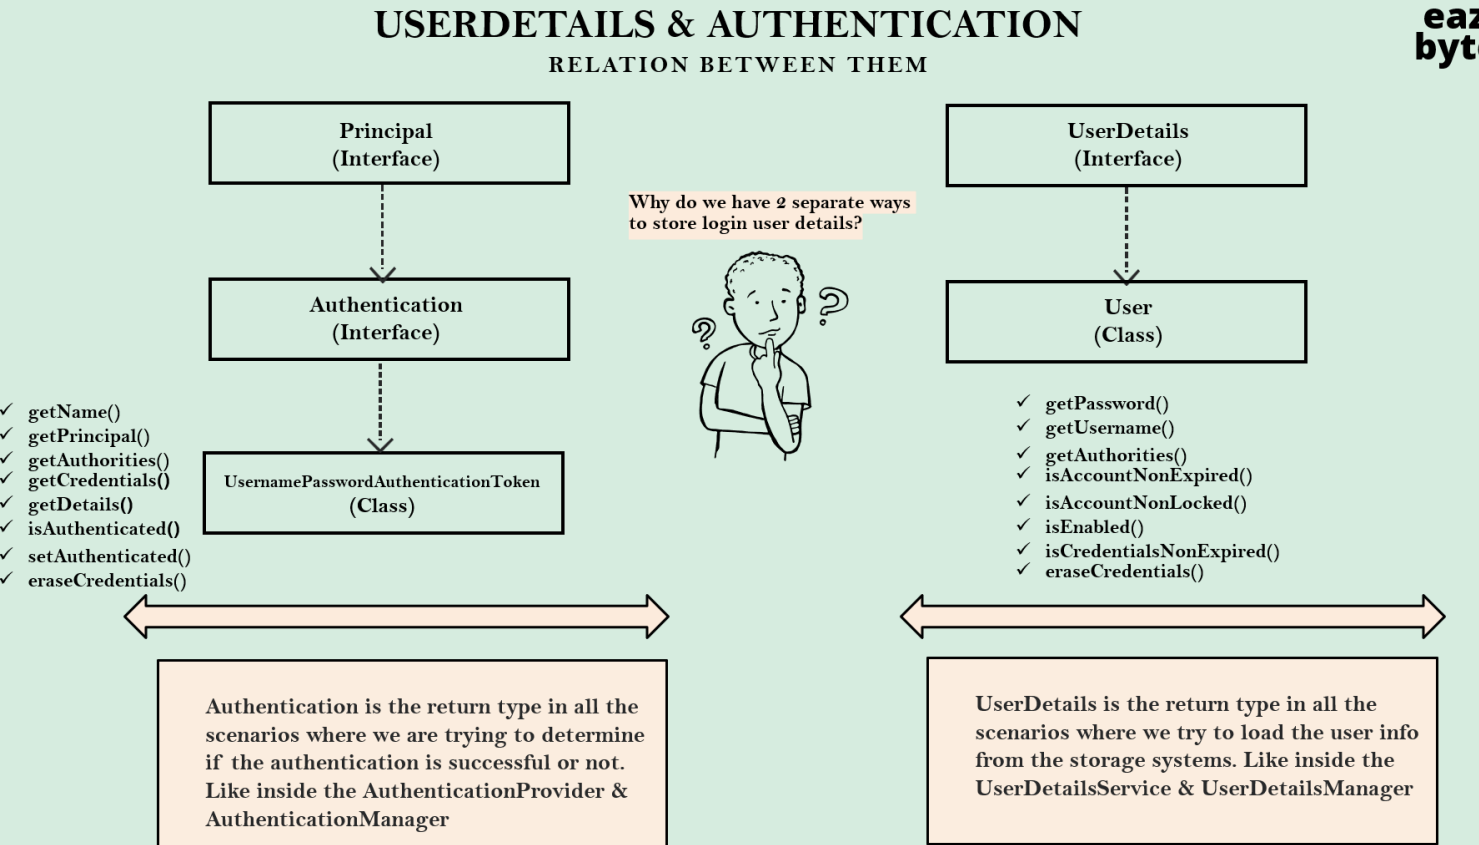 USERDETAILS & AUTHENTICATION
RELATION BETWEEN THEM
eaz
byt
Principal
(Interface)
Authentication
(Interface)
UsernamePasswordAuthenticationToken
(Class)
✓ getName()
✓ getPrincipal()
✓ getAuthorities()
✓ getCredentials()
✓ getDetails()
✓ isAuthenticated()
✓ setAuthenticated()
✓ eraseCredentials()
Why do we have 2 separate ways
to store login user details?
? ?
UserDetails
(Interface)
User
(Class)
✓ getPassword()
✓ getUsername()
✓ getAuthorities()
✓ isAccountNonExpired()
✓ isAccountNonLocked()
✓ isEnabled()
✓ isCredentialsNonExpired()
✓ eraseCredentials()
Authentication is the return type in all the
scenarios where we are trying to determine
if the authentication is successful or not.
Like inside the AuthenticationProvider &
AuthenticationManager
UserDetails is the return type in all the
scenarios where we try to load the user info
from the storage systems. Like inside the
UserDetailsService & UserDetailsManager